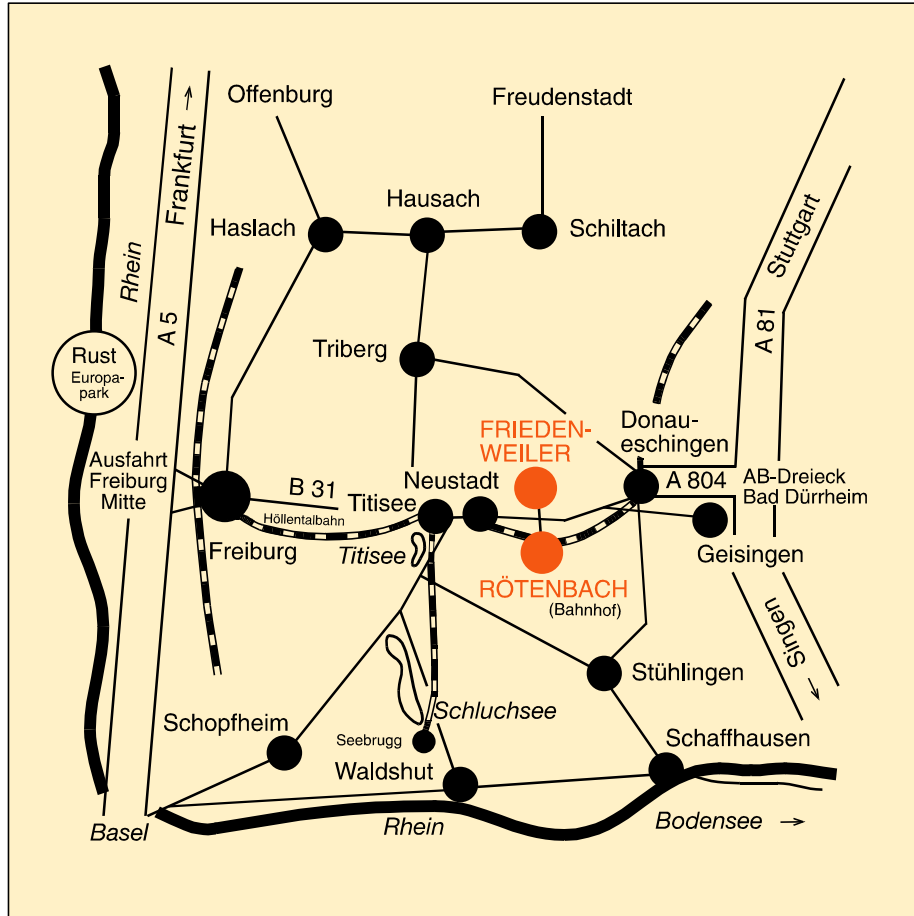 Offenburg
Freudenstadt
Frankfurt →
Hausach
Haslach
Schiltach
Rhein
Stuttgart
A 5
A 81
Triberg
Rust
Europa-
park
FRIEDEN-
WEILER
Donau-
eschingen
Ausfahrt
Freiburg
Mitte
B 31
Titisee
Neustadt
A 804
AB-Dreieck
Bad Dürrheim
Höllentalbahn
Freiburg
Titisee
Geisingen
RÖTENBACH
(Bahnhof)
Singen →
Stühlingen
Schopfheim
Schluchsee
Seebrugg
Schaffhausen
Waldshut
Basel
Rhein
Bodensee →